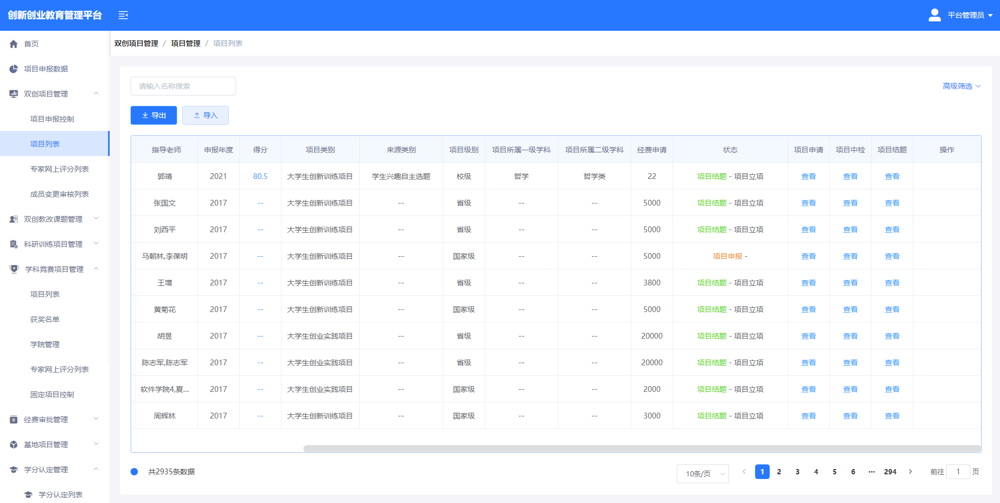 创新创业教育管理平台
平台管理员
首页
项目申报数据
双创项目管理
项目申报控制
项目列表
专家网上评分列表
成员变更审核列表
双创教改课题管理
科研训练项目管理
学科竞赛项目管理
项目列表
获奖名单
学院管理
专家网上评分列表
固定项目控制
经费审批管理
基地项目管理
学分认定管理
学分认定列表
双创项目管理 / 项目管理 / 项目列表
请输入名称搜索
高级筛选
导出 导入
指导老师 申报年度 得分 项目类别 来源类别 项目级别 项目所属一级学科 项目所属二级学科 经费申请 状态 项目申请 项目中检 项目结题 操作
郭靖 2021 80.5 大学生创新训练项目 学生兴趣自主选题 校级 哲学 哲学类 22 项目结题 - 项目立项 查看 查看 查看
张国文 2017 -- 大学生创新训练项目 -- 省级 -- -- 5000 项目结题 - 项目立项 查看 查看 查看
刘西平 2017 -- 大学生创新训练项目 -- 省级 -- -- 5000 项目结题 - 项目立项 查看 查看 查看
马朝林,李葆明 2017 -- 大学生创新训练项目 -- 国家级 -- -- 5000 项目申报 - 查看 查看 查看
王增 2017 -- 大学生创新训练项目 -- 省级 -- -- 3800 项目结题 - 项目立项 查看 查看 查看
黄菊花 2017 -- 大学生创新训练项目 -- 国家级 -- -- 5000 项目结题 - 项目立项 查看 查看 查看
胡昱 2017 -- 大学生创业实践项目 -- 省级 -- -- 20000 项目结题 - 项目立项 查看 查看 查看
陈志军,陈志军 2017 -- 大学生创业实践项目 -- 省级 -- -- 20000 项目结题 - 项目立项 查看 查看 查看
软件学院4,夏... 2017 -- 大学生创业实践项目 -- 国家级 -- -- 2000 项目结题 - 项目立项 查看 查看 查看
周辉林 2017 -- 大学生创新训练项目 -- 国家级 -- -- 3000 项目结题 - 项目立项 查看 查看 查看
共2935条数据 10条/页 1 2 3 4 5 6 ••• 294 前往 1 页